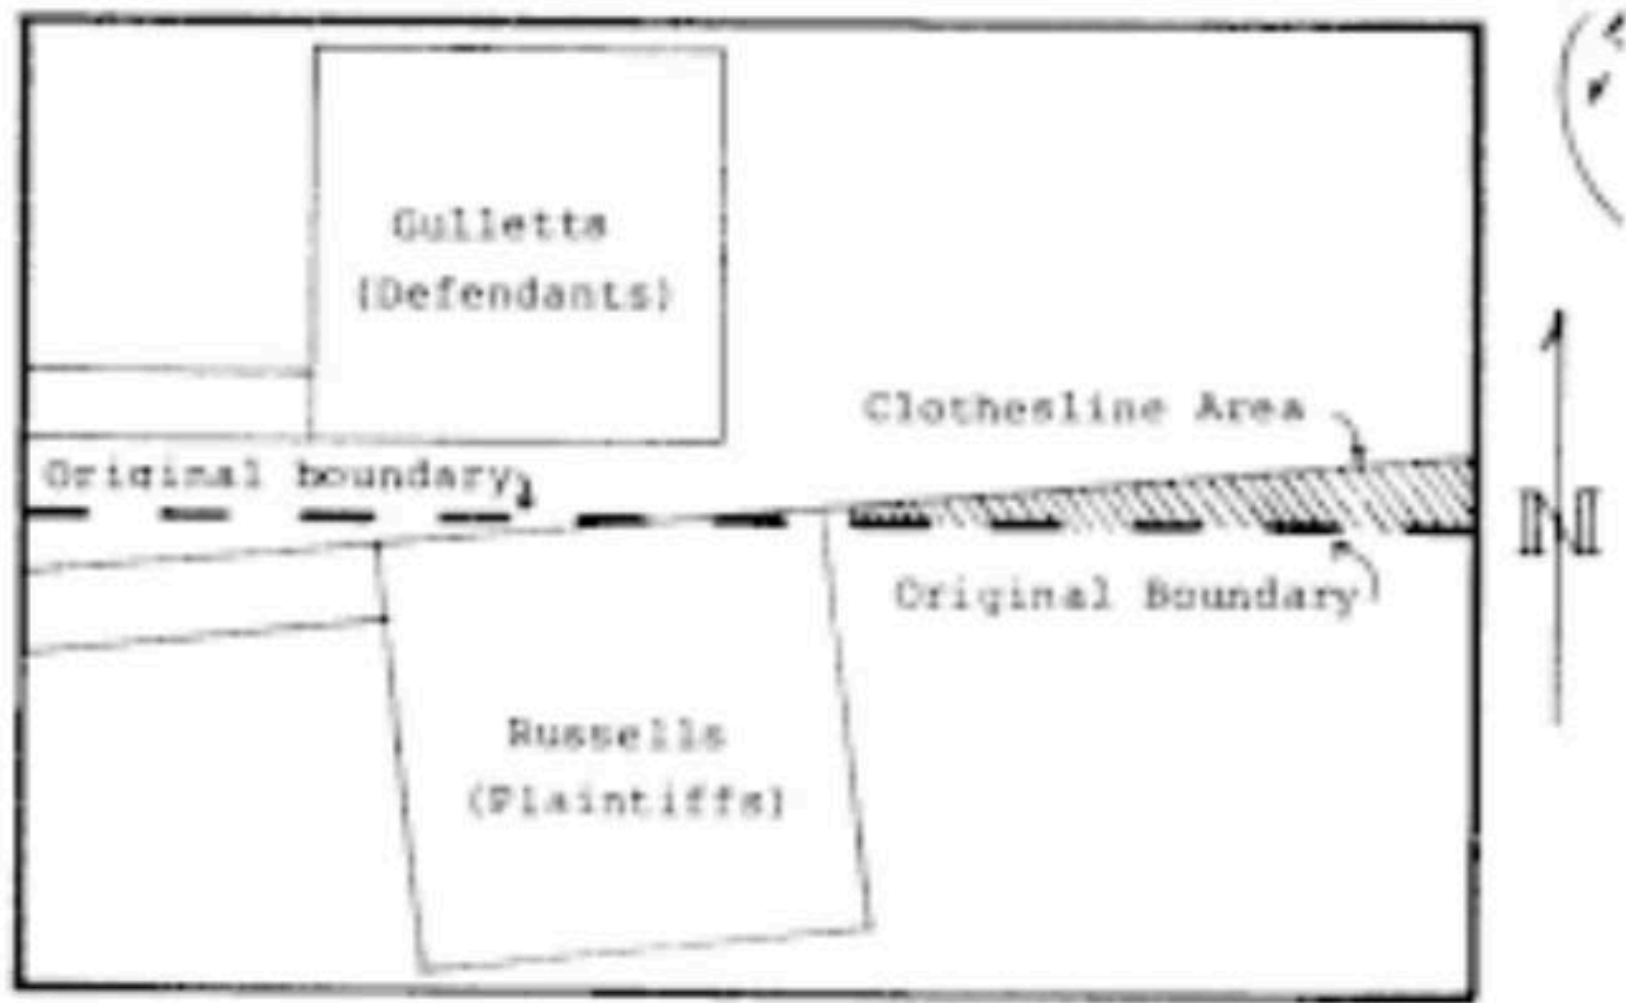 Gulletts
(Defendants)
Clothesline Area
Original boundary
N
Original Boundary
Russells
(Plaintiffs)